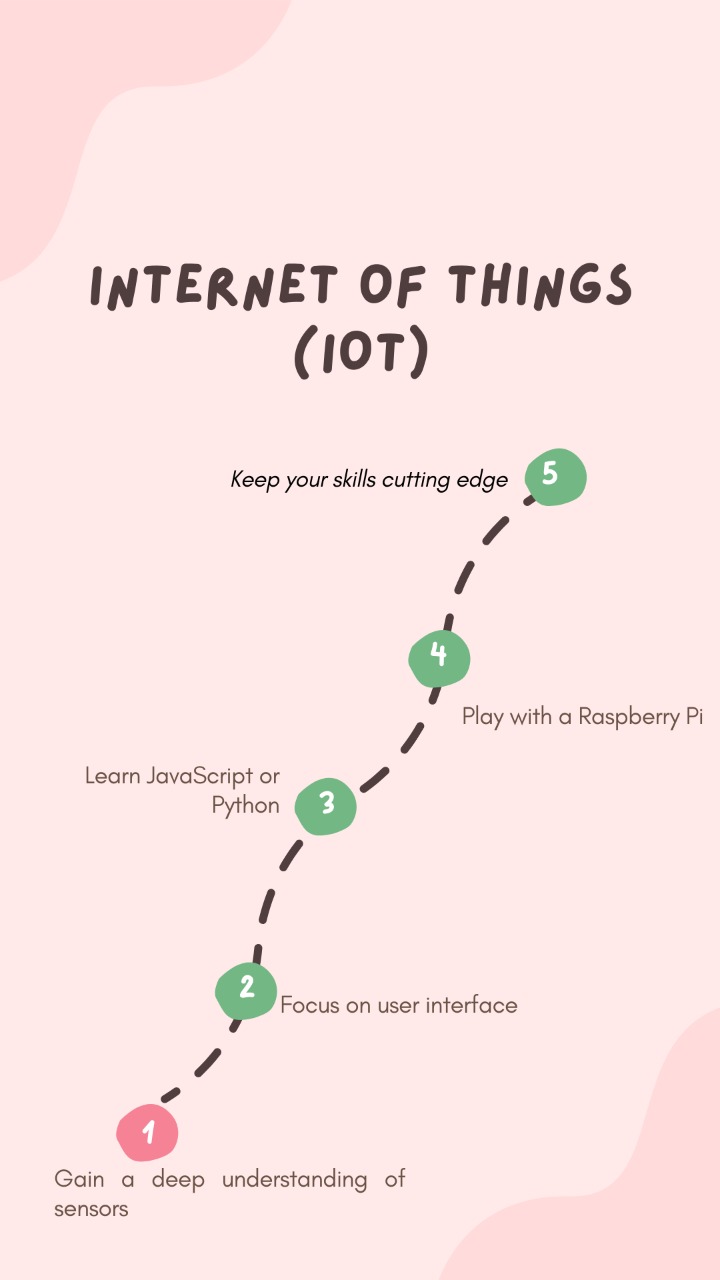 INTERNET OF THINGS
(IOT)
Keep your skills cutting edge
5
4
Play with a Raspberry Pi
Learn JavaScript or
Python
3
2
Focus on user interface
1
Gain a deep understanding of
sensors